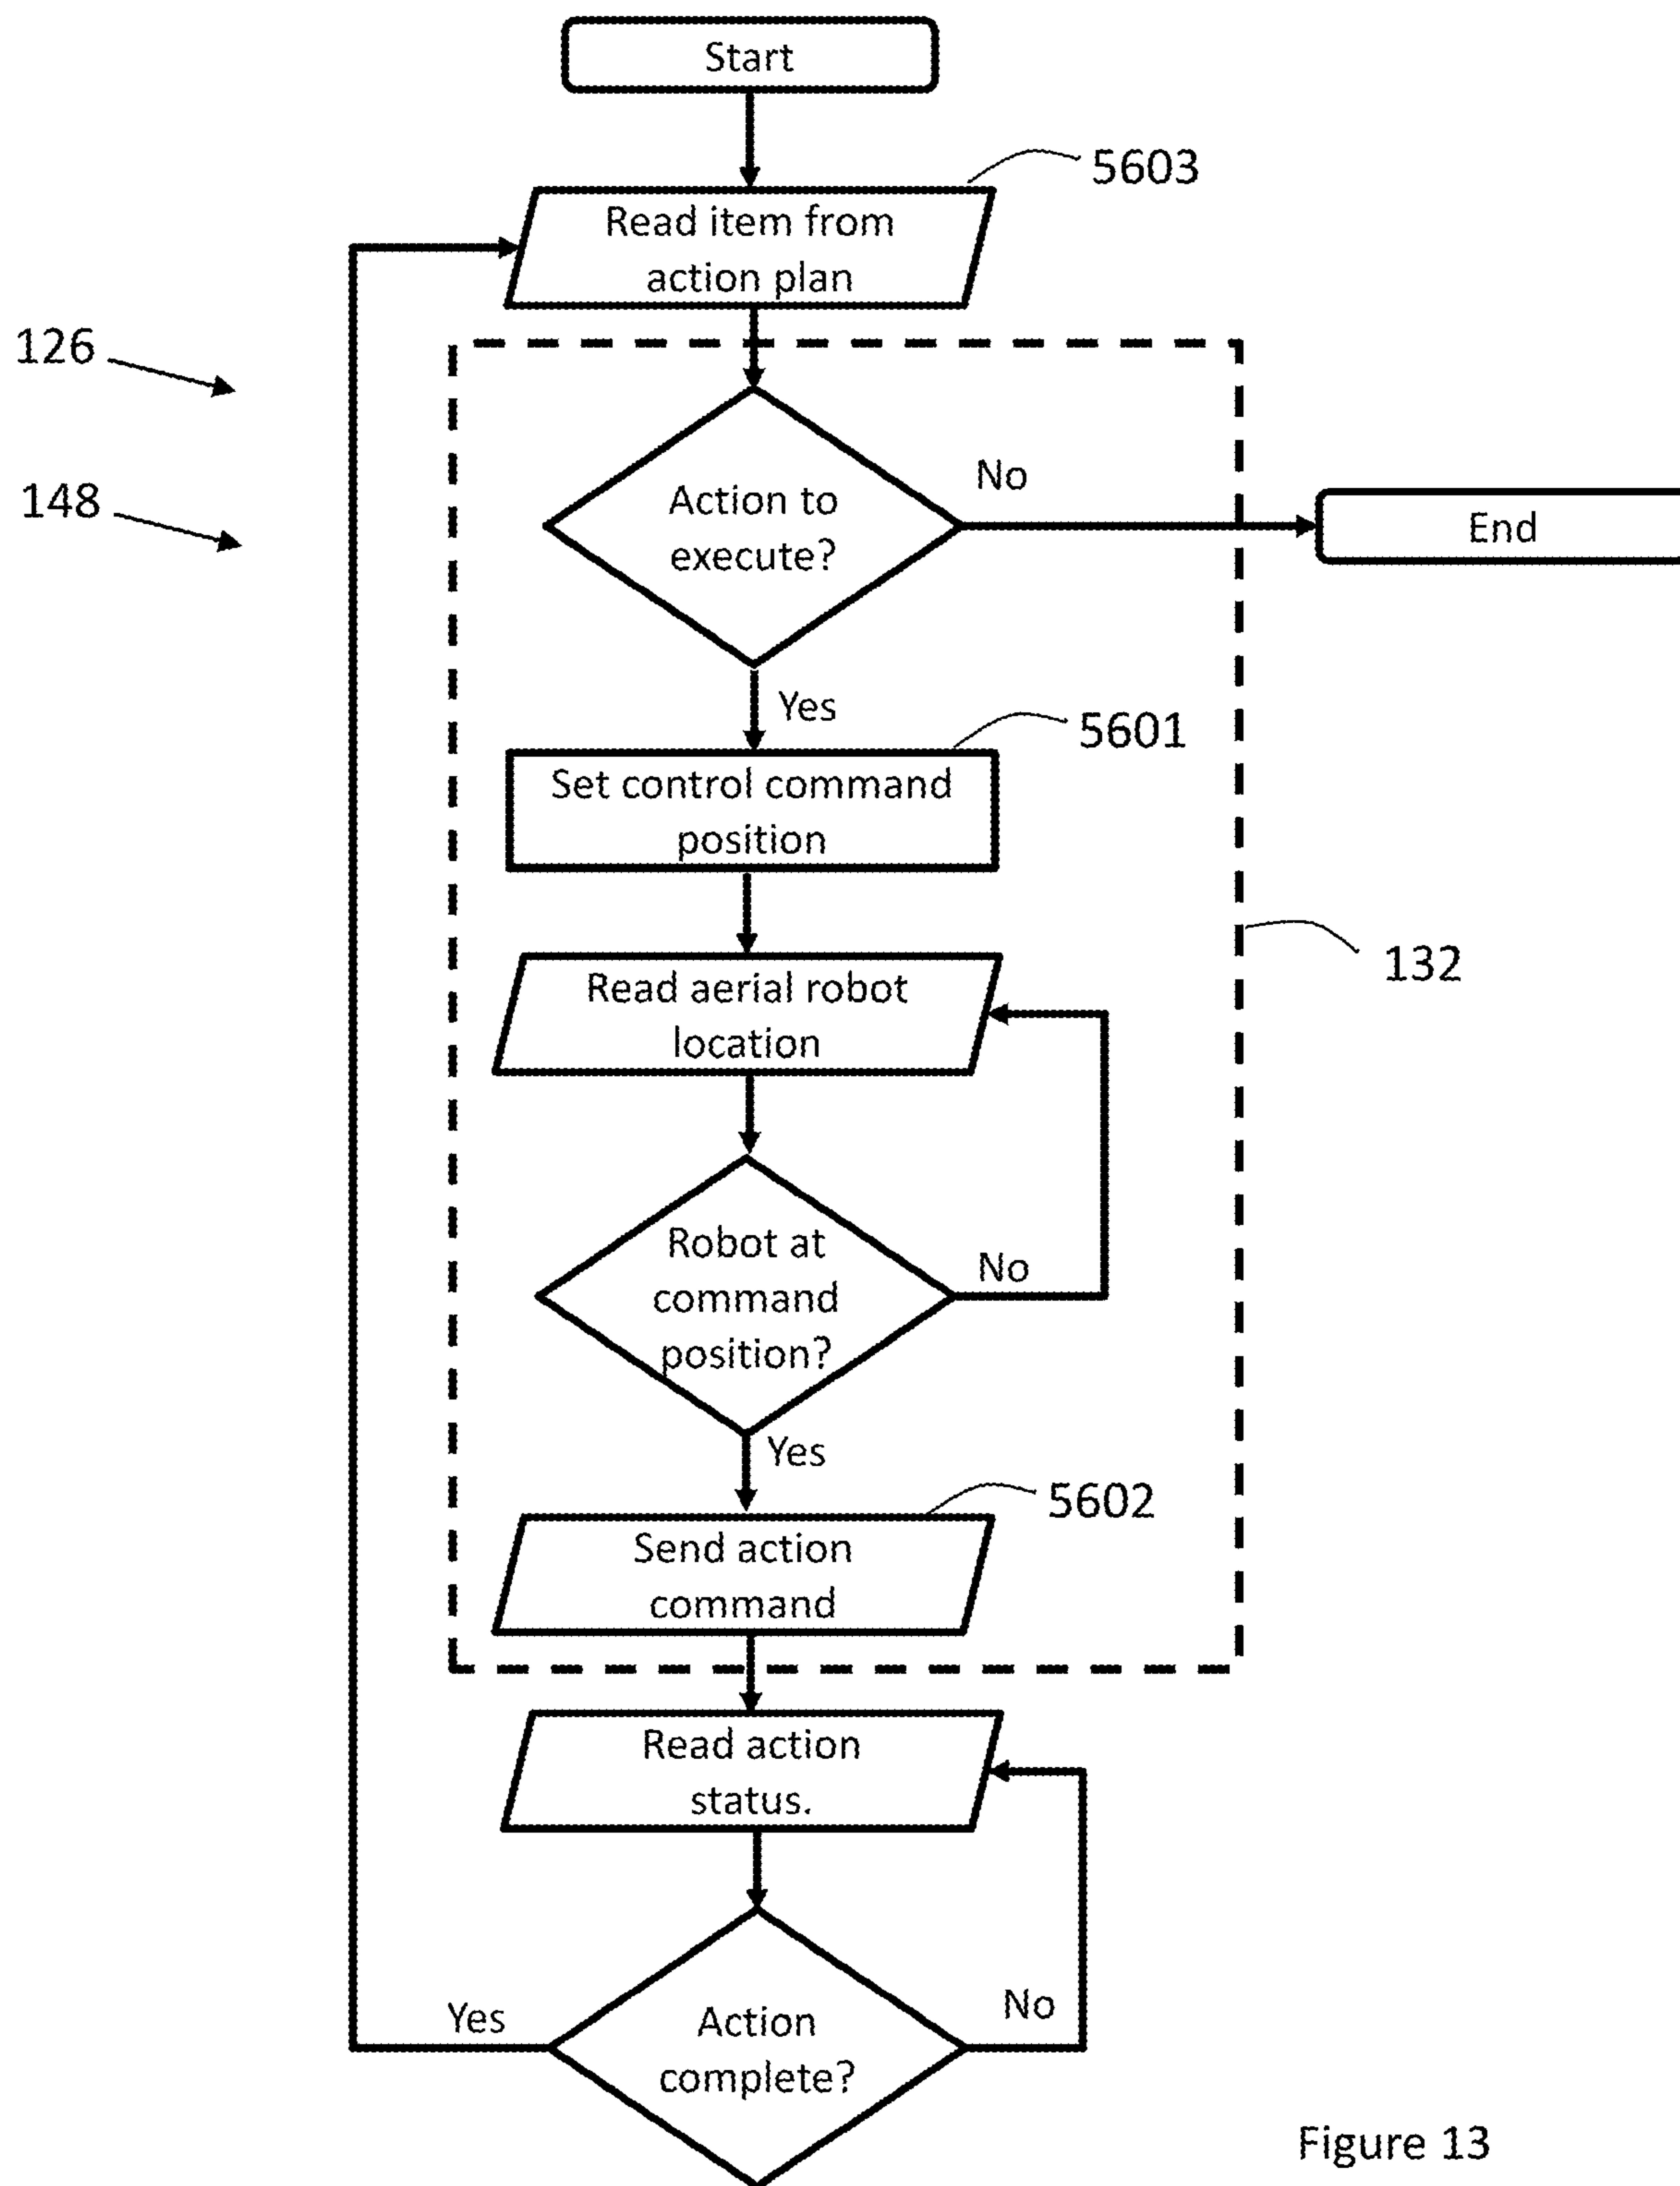 Start
5603
Read item from
action plan
126
No
148
Action to
execute?
End
Yes
5601
Set control command
position
132
Read aerial robot
location
Robot at
command
position?
No
Yes
5602
Send action
command
Read action
status.
Yes
No
Action
complete?
Figure 13